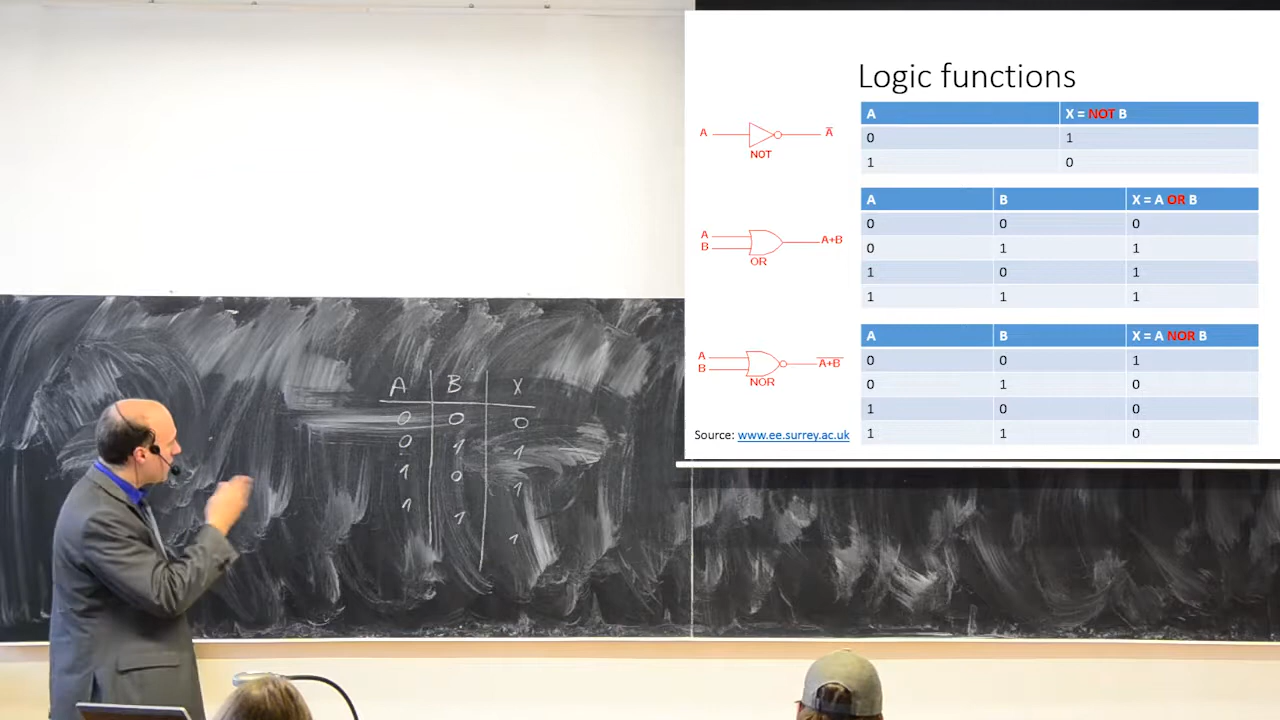 Logic functions
A NOT A̅
A X = NOT B
0 1
1 0
A B OR A+B
A B X = A OR B
0 0 0
0 1 1
1 0 1
1 1 1
A B NOR A̅+̅B̅
A B X = A NOR B
0 0 1
0 1 0
1 0 0
1 1 0
Source: www.ee.surrey.ac.uk
A B X
0 0 0
0 1 1
1 0 1
1 1 1